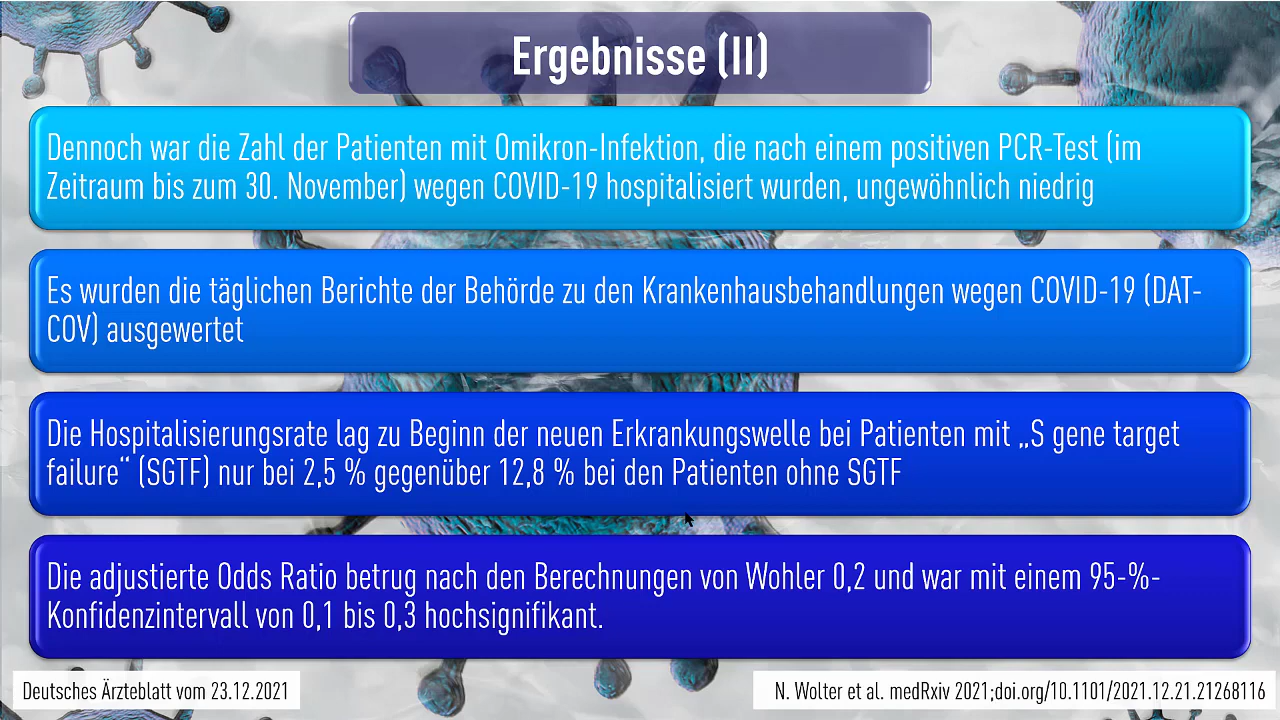 Ergebnisse (II)
Dennoch war die Zahl der Patienten mit Omikron-Infektion, die nach einem positiven PCR-Test (im
Zeitraum bis zum 30. November) wegen COVID-19 hospitalisiert wurden, ungewöhnlich niedrig
Es wurden die täglichen Berichte der Behörde zu den Krankenhausbehandlungen wegen COVID-19 (DAT-
COV) ausgewertet
Die Hospitalisierungsrate lag zu Beginn der neuen Erkrankungswelle bei Patienten mit „S gene target
failure“ (SGTF) nur bei 2,5 % gegenüber 12,8 % bei den Patienten ohne SGTF
Die adjustierte Odds Ratio betrug nach den Berechnungen von Wohler 0,2 und war mit einem 95-%-
Konfidenzintervall von 0,1 bis 0,3 hochsignifikant.
Deutsches Ärzteblatt vom 23.12.2021
N. Wolter et al. medRxiv 2021;doi.org/10.1101/2021.12.21.21268116